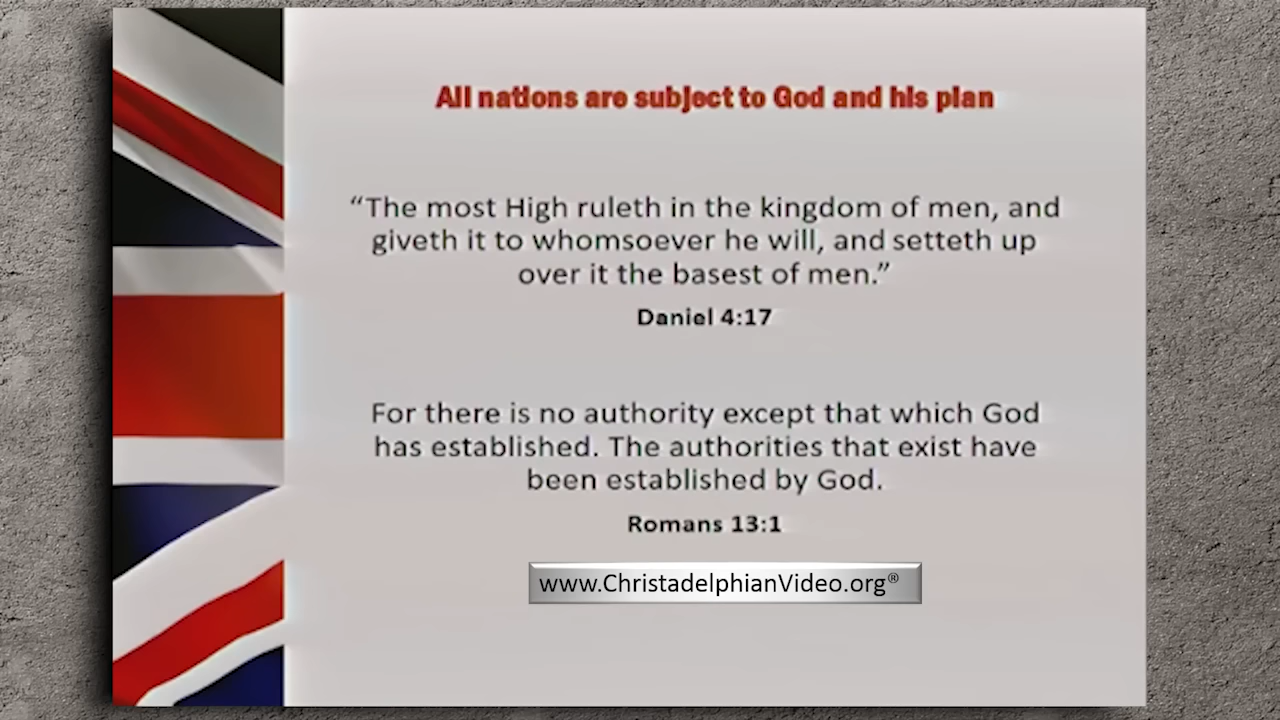 All nations are subject to God and his plan
“The most High ruleth in the kingdom of men, and
giveth it to whomsoever he will, and setteth up
over it the basest of men.”
Daniel 4:17
For there is no authority except that which God
has established. The authorities that exist have
been established by God.
Romans 13:1
www.ChristadelphianVideo.org®